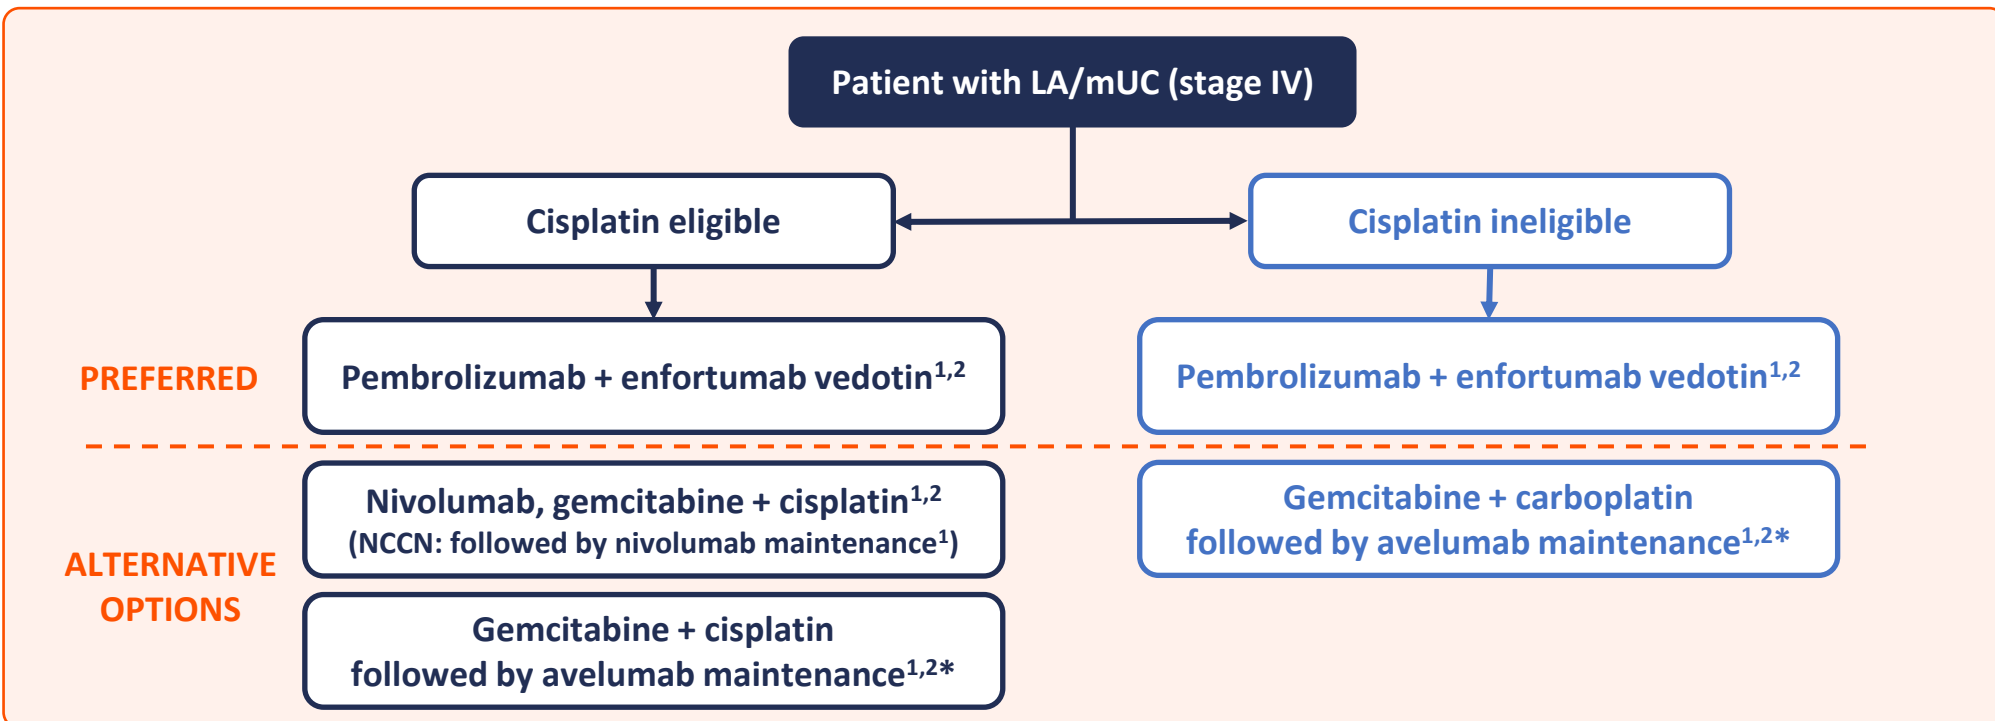 Patient with LA/mUC (stage IV)
Cisplatin eligible
Cisplatin ineligible
PREFERRED
Pembrolizumab + enfortumab vedotin1,2
Pembrolizumab + enfortumab vedotin1,2
ALTERNATIVE
OPTIONS
Nivolumab, gemcitabine + cisplatin1,2
(NCCN: followed by nivolumab maintenance1)
Gemcitabine + carboplatin
followed by avelumab maintenance1,2*
Gemcitabine + cisplatin
followed by avelumab maintenance1,2*